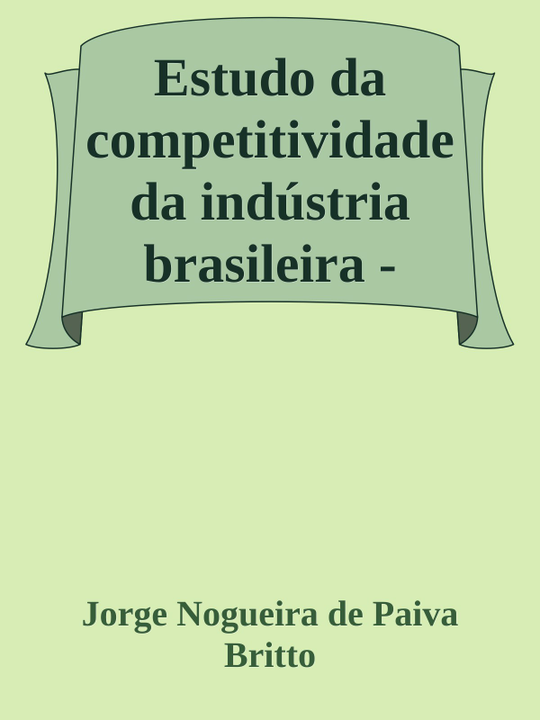 Estudo da
competitividade
da indústria
brasileira -
Jorge Nogueira de Paiva
Britto